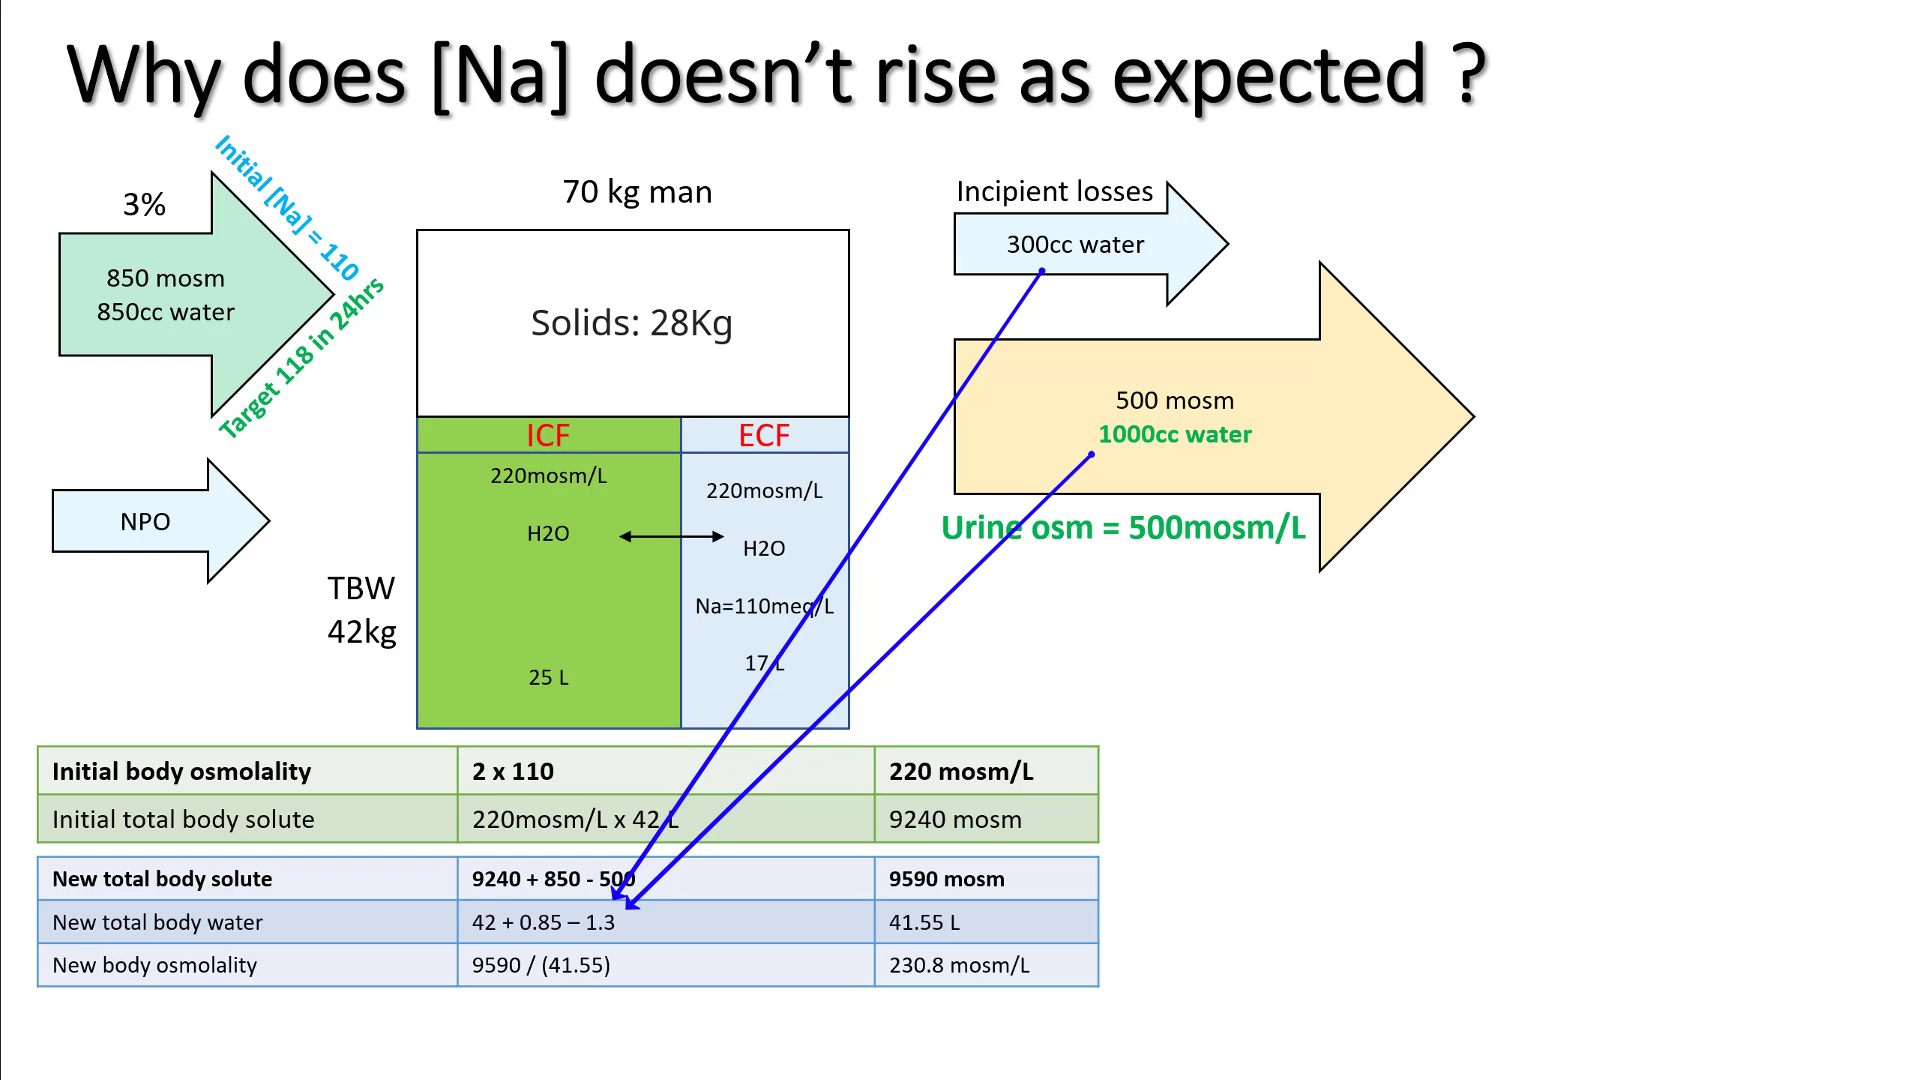 Why does [Na] doesn’t rise as expected ?
3%
Initial [Na] = 110
850 mosm
850cc water
Target 118 in 24hrs
NPO
70 kg man
Solids: 28Kg
ICF
ECF
220mosm/L
220mosm/L
H2O
H2O
Na=110meq/L
17 L
25 L
TBW
42kg
Incipient losses
300cc water
500 mosm
1000cc water
Urine osm = 500mosm/L
Initial body osmolality 2 x 110 220 mosm/L
Initial total body solute 220mosm/L x 42 L 9240 mosm
New total body solute 9240 + 850 - 500 9590 mosm
New total body water 42 + 0.85 – 1.3 41.55 L
New body osmolality 9590 / (41.55) 230.8 mosm/L